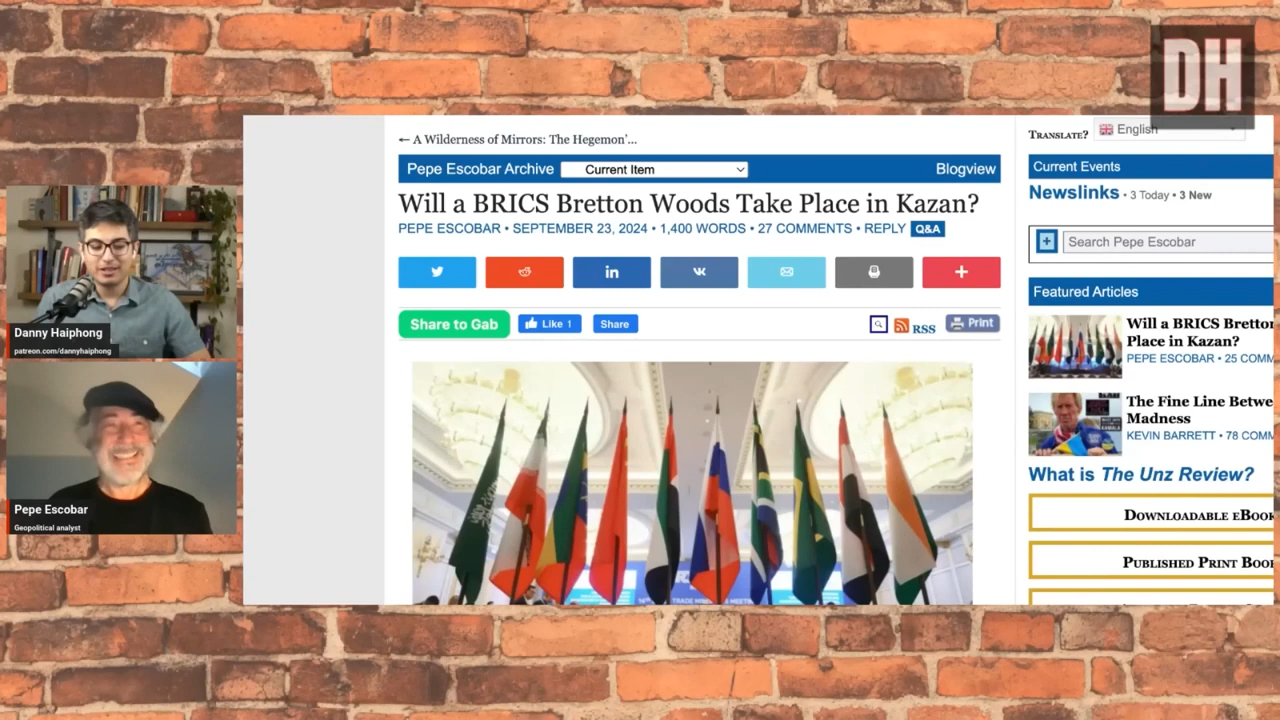 DH
← A Wilderness of Mirrors: The Hegemon'...
Pepe Escobar Archive
Current Item
Blogview
Will a BRICS Bretton Woods Take Place in Kazan?
PEPE ESCOBAR • SEPTEMBER 23, 2024 • 1,400 WORDS • 27 COMMENTS • REPLY Q&A
in
Share to Gab
Like 1
Share
RSS
Print
TRADE MINI
MEETIN
TRANSLATE?
English
Current Events
Newslinks • 3 Today • 3 New
Search Pepe Escobar
Featured Articles
Will a BRICS Bretton
Place in Kazan?
PEPE ESCOBAR • 25 COMM
The Fine Line Betwe
Madness
KEVIN BARRETT • 78 COMM
What is The Unz Review?
DOWNLOADABLE EBOOK
PUBLISHED PRINT BOO
Danny Haiphong
patreon.com/dannyhaiphong
Pepe Escobar
Geopolitical analyst